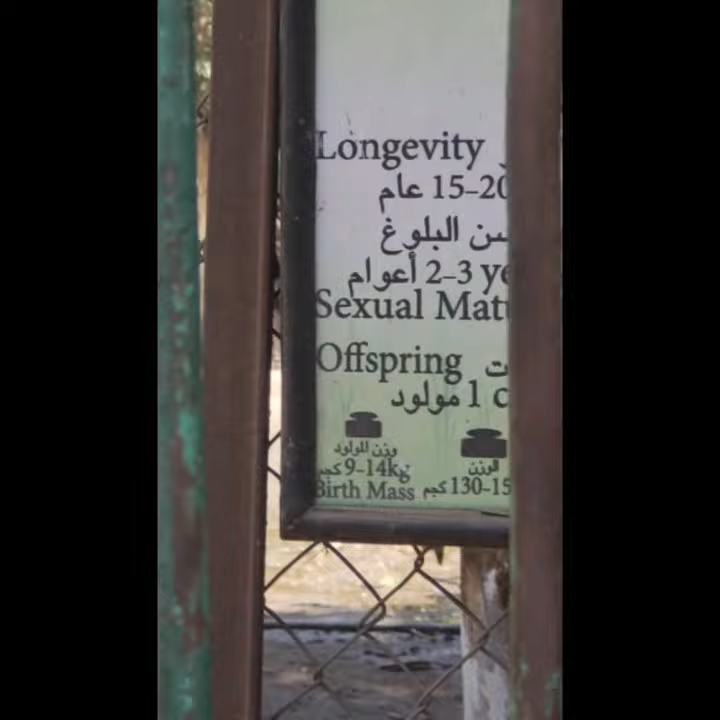 Longevity
عام 15-20
سن البلوغ
أعوام 2-3
Sexual
Offspring
مولود 1
وزن المولود
كجم 9-14kg
Birth Mass
الوزن
كجم 130-15